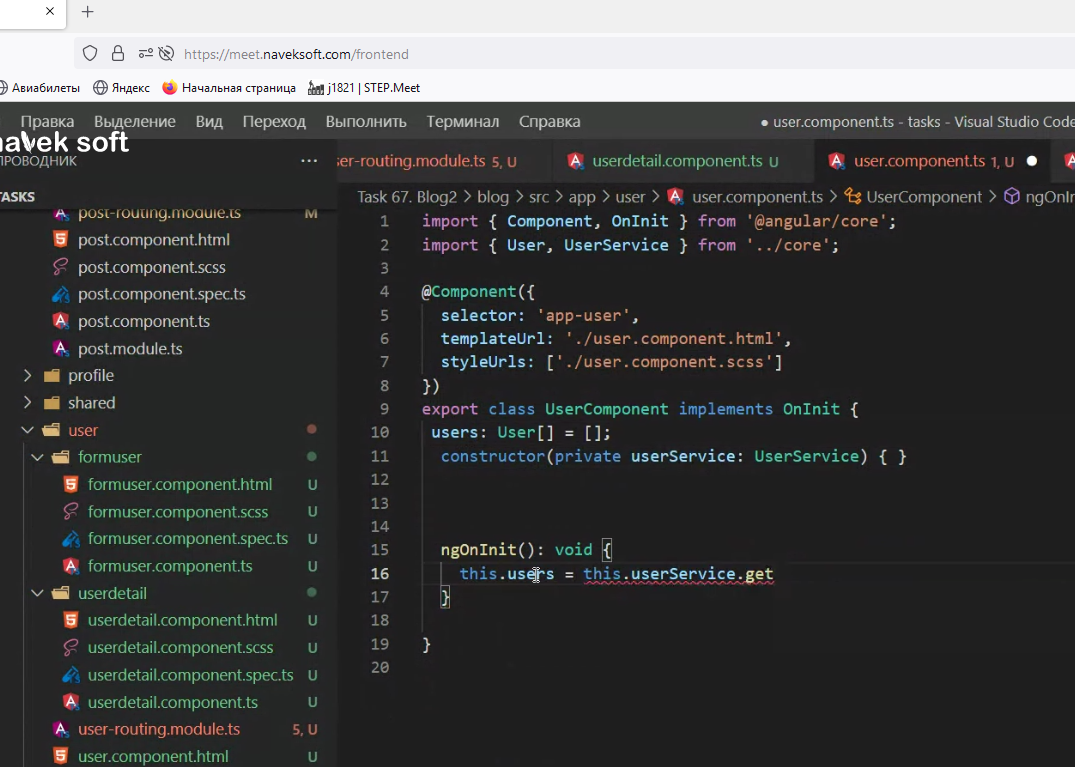 https://meet.naveksoft.com/frontend
Авиабилеты Яндекс Начальная страница j1821 | STEP.Meet
Правка Выделение Вид Переход Выполнить Терминал Справка ● user.component.ts - tasks - Visual Studio Code
navek soft
ПРОВОДНИК ···
ser-routing.module.ts 5, U userdetail.component.ts U user.component.ts 1, U
TASKS
Task 67. Blog2 > blog > src > app > user > user.component.ts > UserComponent > ngOnIn
post-routing.module.ts M
post.component.html
post.component.scss
post.component.spec.ts
post.component.ts
post.module.ts
profile
shared
user
formuser
formuser.component.html U
formuser.component.scss U
formuser.component.spec.ts U
formuser.component.ts U
userdetail
userdetail.component.html U
userdetail.component.scss U
userdetail.component.spec.ts U
userdetail.component.ts U
user-routing.module.ts 5, U
user.component.html U
1 import { Component, OnInit } from '@angular/core';
2 import { User, UserService } from '../core';
3
4 @Component({
5 selector: 'app-user',
6 templateUrl: './user.component.html',
7 styleUrls: ['./user.component.scss']
8 })
9 export class UserComponent implements OnInit {
10 users: User[] = [];
11 constructor(private userService: UserService) { }
12
13
14
15 ngOnInit(): void {
16 this.users = this.userService.get
17 }
18
19 }
20